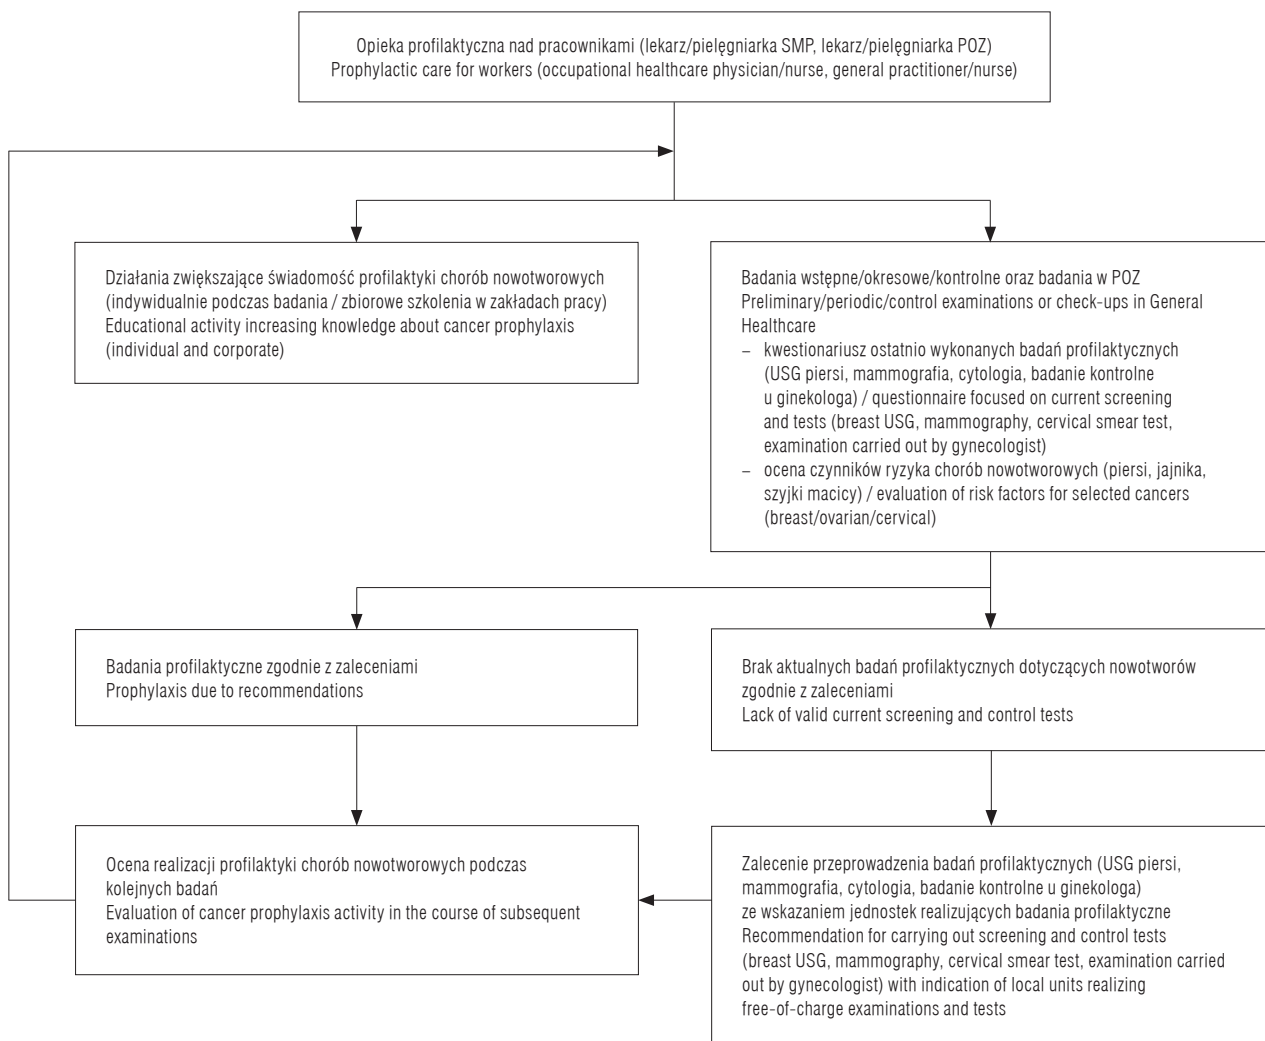 Opieka profilaktyczna nad pracownikami (lekarz/pielęgniarka SMP, lekarz/pielęgniarka POZ)
Prophylactic care for workers (occupational healthcare physician/nurse, general practitioner/nurse)
Działania zwiększające świadomość profilaktyki chorób nowotworowych
(indywidualnie podczas badania / zbiorowe szkolenia w zakładach pracy)
Educational activity increasing knowledge about cancer prophylaxis
(individual and corporate)
Badania wstępne/okresowe/kontrolne oraz badania w POZ
Preliminary/periodic/control examinations or check-ups in General
Healthcare
– kwestionariusz ostatnio wykonanych badań profilaktycznych
(USG piersi, mammografia, cytologia, badanie kontrolne
u ginekologa) / questionnaire focused on current screening
and tests (breast USG, mammography, cervical smear test,
examination carried out by gynecologist)
– ocena czynników ryzyka chorób nowotworowych (piersi, jajnika,
szyjki macicy) / evaluation of risk factors for selected cancers
(breast/ovarian/cervical)
Badania profilaktyczne zgodnie z zaleceniami
Prophylaxis due to recommendations
Brak aktualnych badań profilaktycznych dotyczących nowotworów
zgodnie z zaleceniami
Lack of valid current screening and control tests
Ocena realizacji profilaktyki chorób nowotworowych podczas
kolejnych badań
Evaluation of cancer prophylaxis activity in the course of subsequent
examinations
Zalecenie przeprowadzenia badań profilaktycznych (USG piersi,
mammografia, cytologia, badanie kontrolne u ginekologa)
ze wskazaniem jednostek realizujących badania profilaktyczne
Recommendation for carrying out screening and control tests
(breast USG, mammography, cervical smear test, examination carried
out by gynecologist) with indication of local units realizing
free-of-charge examinations and tests